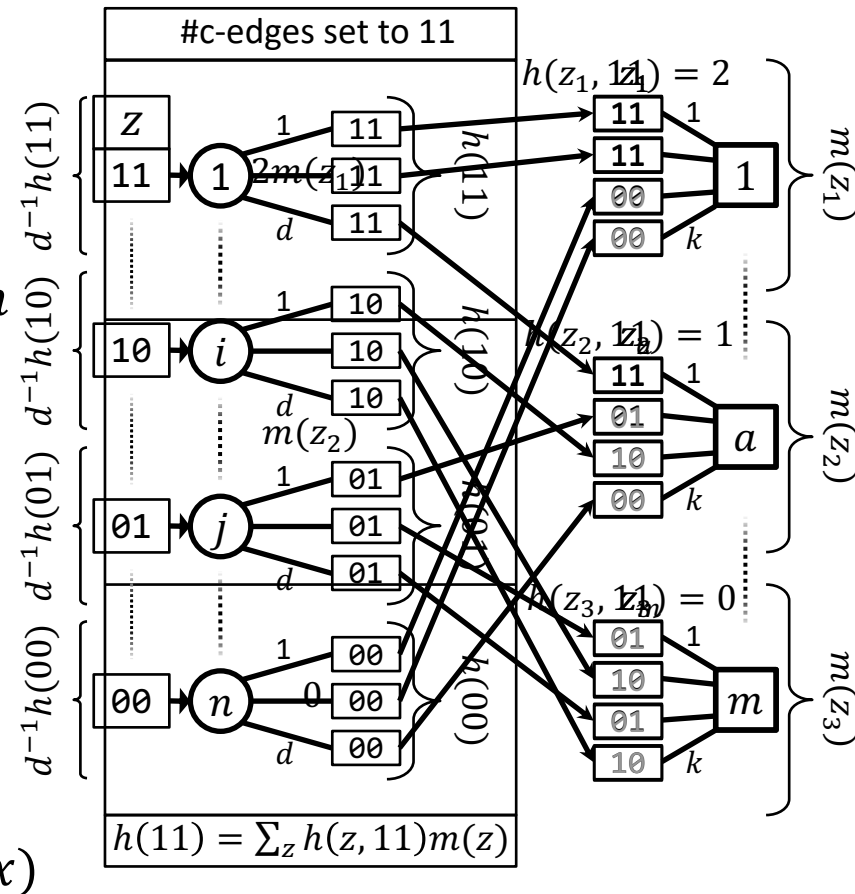 #c-edges set to 11
h(z₁, 11) = 2
z
11
1
1
d
11
11
11
2m(z₁)
d⁻¹h(11)
h(11)
11
11
00
00
1
k
1
m(z₁)
10
i
1
d
10
10
10
d⁻¹h(10)
h(10)
h(z₂, 11) = 1
11
01
10
00
1
k
a
m(z₂)
m(z₂)
01
j
1
d
01
01
01
d⁻¹h(01)
h(01)
h(z₃, 11) = 0
01
10
01
10
1
k
m
m(z₃)
00
n
1
d
00
00
00
0
d⁻¹h(00)
h(00)
h(11) = ∑_z h(z, 11)m(z)
x)